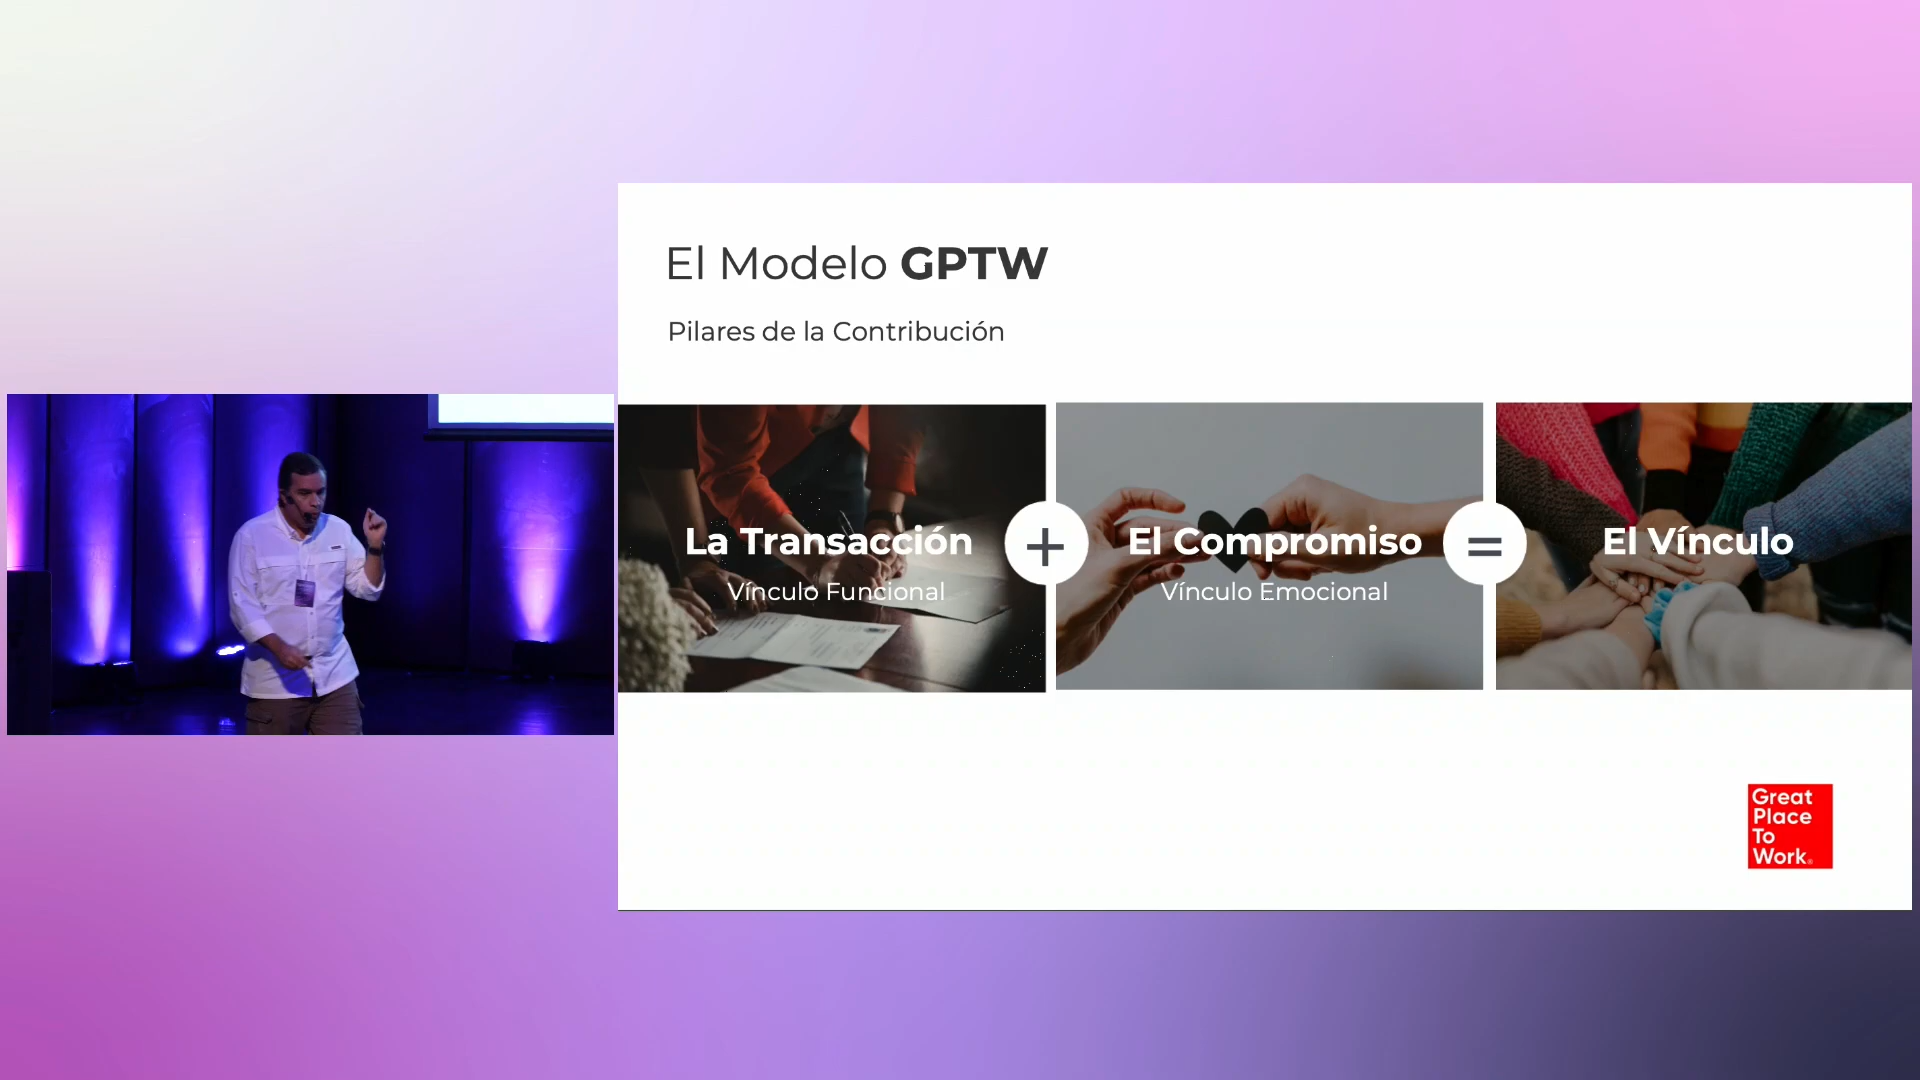 El Modelo GPTW
Pilares de la Contribución
La Transacción
Vínculo Funcional
+
El Compromiso
Vínculo Emocional
=
El Vínculo
Great
Place
To
Work®